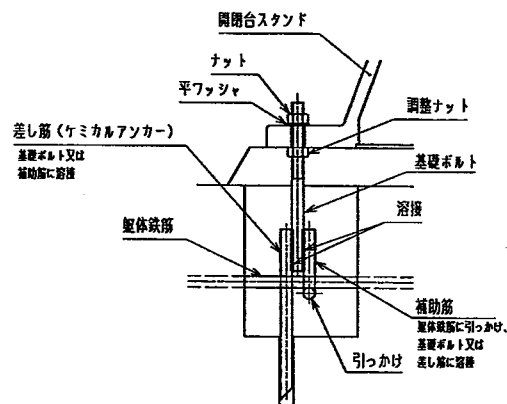 開閉台スタンド
ナット
平ワッシャ
調整ナット
差し筋(ケミカルアンカー)
基礎ボルト又は
補助筋に溶接
基礎ボルト
溶接
躯体鉄筋
補助筋
躯体鉄筋に引っかけ、
基礎ボルト又は
差し筋に溶接
引っかけ